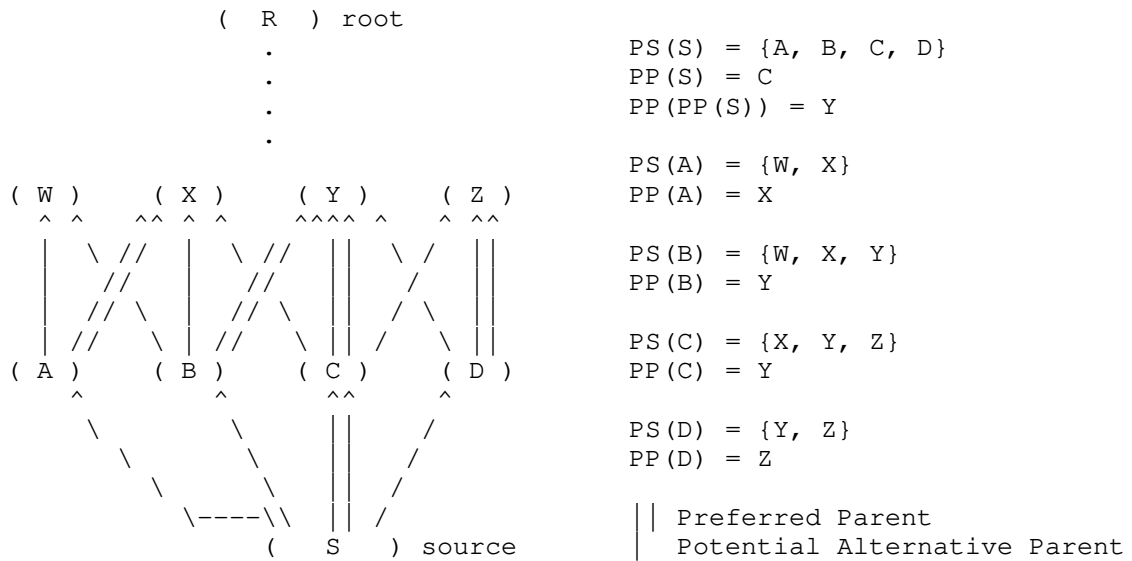 ( R ) root
PS(S) = {A, B, C, D}
PP(S) = C
PP(PP(S)) = Y
PS(A) = {W, X}
( W ) ( X ) ( Y ) ( Z )
PP(A) = X
PS(B) = {W, X, Y}
PP(B) = Y
PS(C) = {X, Y, Z}
( A ) ( B ) ( C ) ( D )
PP(C) = Y
PS(D) = {Y, Z}
PP(D) = Z
|| Preferred Parent
( S ) source
| Potential Alternative Parent